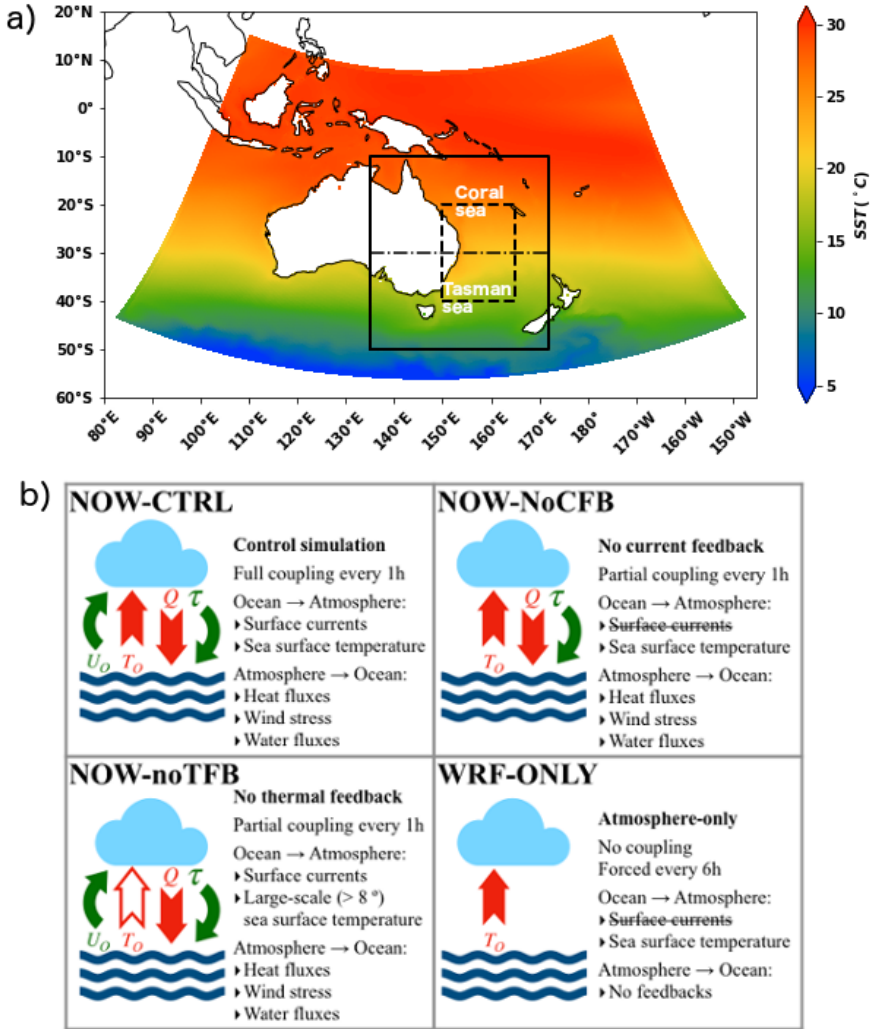 a)
20°N
10°N
0°
10°S
20°S
30°S
40°S
50°S
60°S
80°E
90°E
100°E
110°E
120°E
130°E
140°E
150°E
160°E
170°E
180°
170°W
160°W
150°W
Coral
sea
Tasman
sea
30
25
20
15
10
5
SST (°C)
b)
NOW-CTRL
Control simulation
Full coupling every 1h
Ocean → Atmosphere:
‣Surface currents
‣Sea surface temperature
Atmosphere → Ocean:
‣Heat fluxes
‣Wind stress
‣Water fluxes
Q τ
U_O T_O
NOW-NoCFB
No current feedback
Partial coupling every 1h
Ocean → Atmosphere:
‣Surface currents
‣Sea surface temperature
Atmosphere → Ocean:
‣Heat fluxes
‣Wind stress
‣Water fluxes
Q τ
T_O
NOW-noTFB
No thermal feedback
Partial coupling every 1h
Ocean → Atmosphere:
‣Surface currents
‣Large-scale (> 8 °)
sea surface temperature
Atmosphere → Ocean:
‣Heat fluxes
‣Wind stress
‣Water fluxes
Q τ
U_O T_O
WRF-ONLY
Atmosphere-only
No coupling
Forced every 6h
Ocean → Atmosphere:
‣Surface currents
‣Sea surface temperature
Atmosphere → Ocean:
‣No feedbacks
T_O